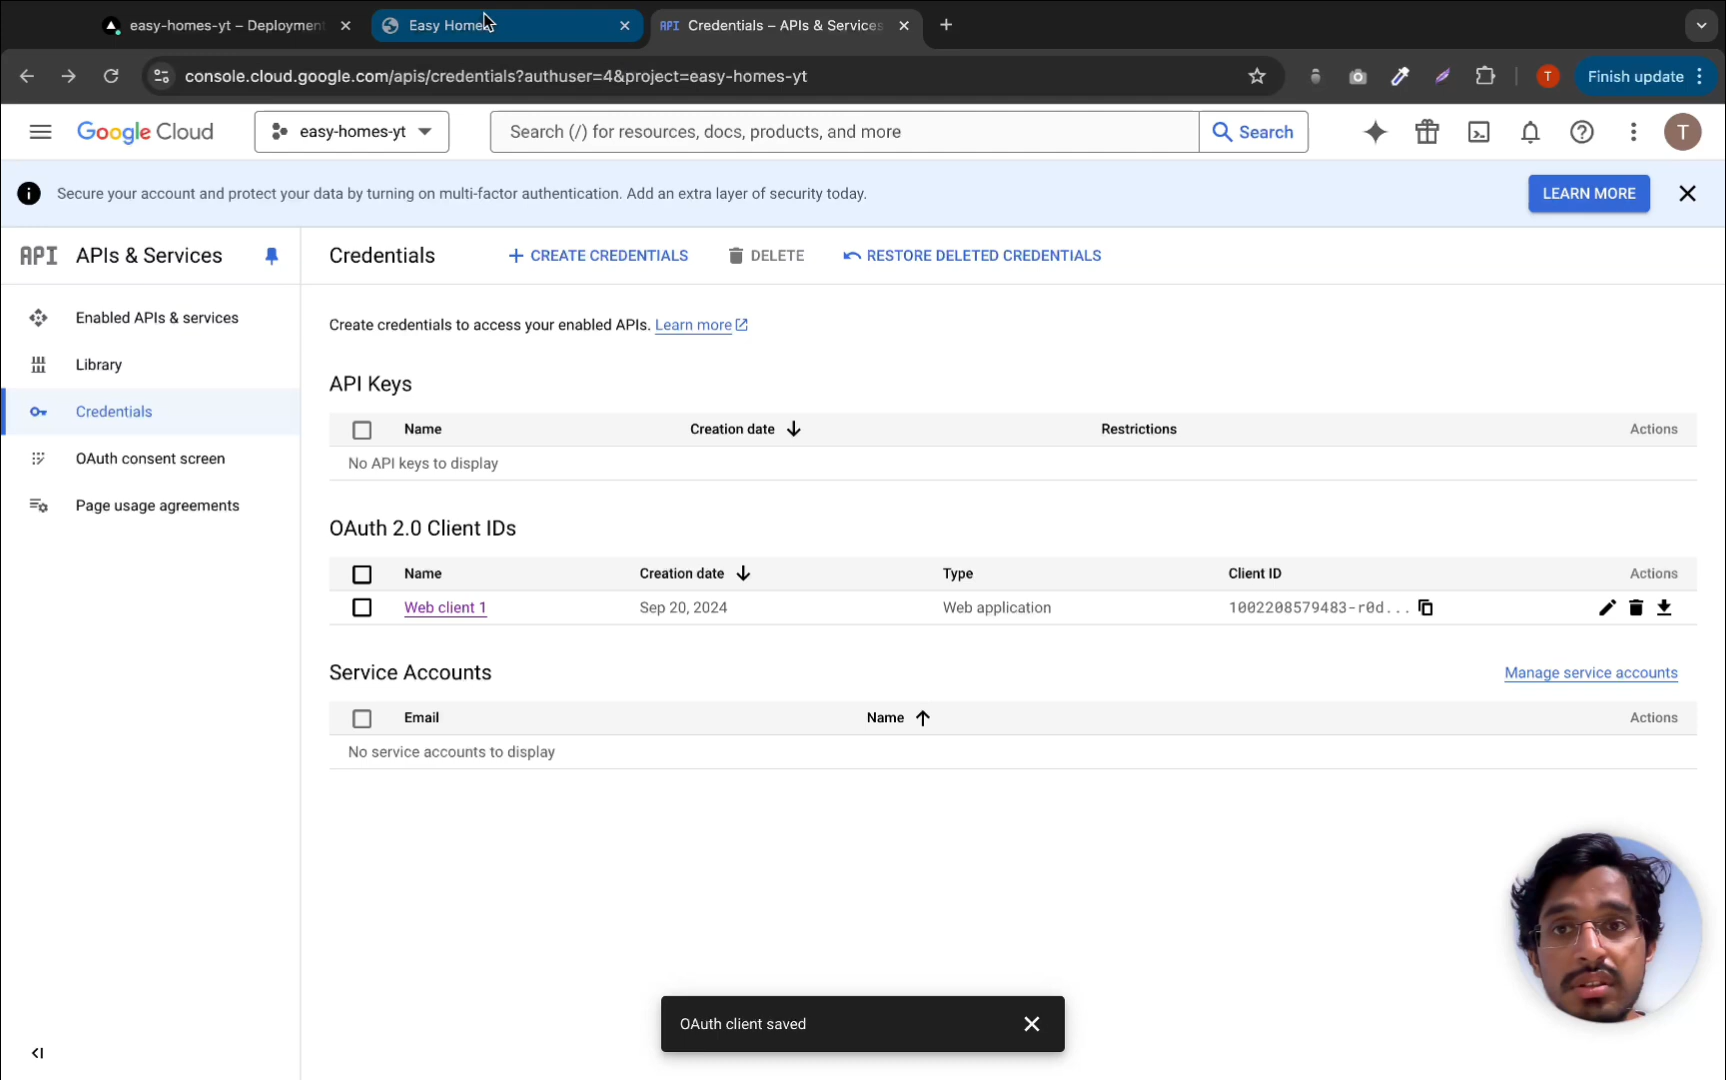 easy-homes-yt – Deployment
Easy Home
API Credentials – APIs & Services
console.cloud.google.com/apis/credentials?authuser=4&project=easy-homes-yt
T
Finish update
Google Cloud
easy-homes-yt
Search (/) for resources, docs, products, and more
Search
T
Secure your account and protect your data by turning on multi-factor authentication. Add an extra layer of security today.
LEARN MORE
API APIs & Services
Credentials
CREATE CREDENTIALS
DELETE
RESTORE DELETED CREDENTIALS
Enabled APIs & services
Library
Credentials
OAuth consent screen
Page usage agreements
Create credentials to access your enabled APIs. Learn more
API Keys
Name Creation date Restrictions Actions
No API keys to display
OAuth 2.0 Client IDs
Name Creation date Type Client ID Actions
Web client 1 Sep 20, 2024 Web application 1002208579483-r0d...
Service Accounts
Manage service accounts
Email Name Actions
No service accounts to display
OAuth client saved